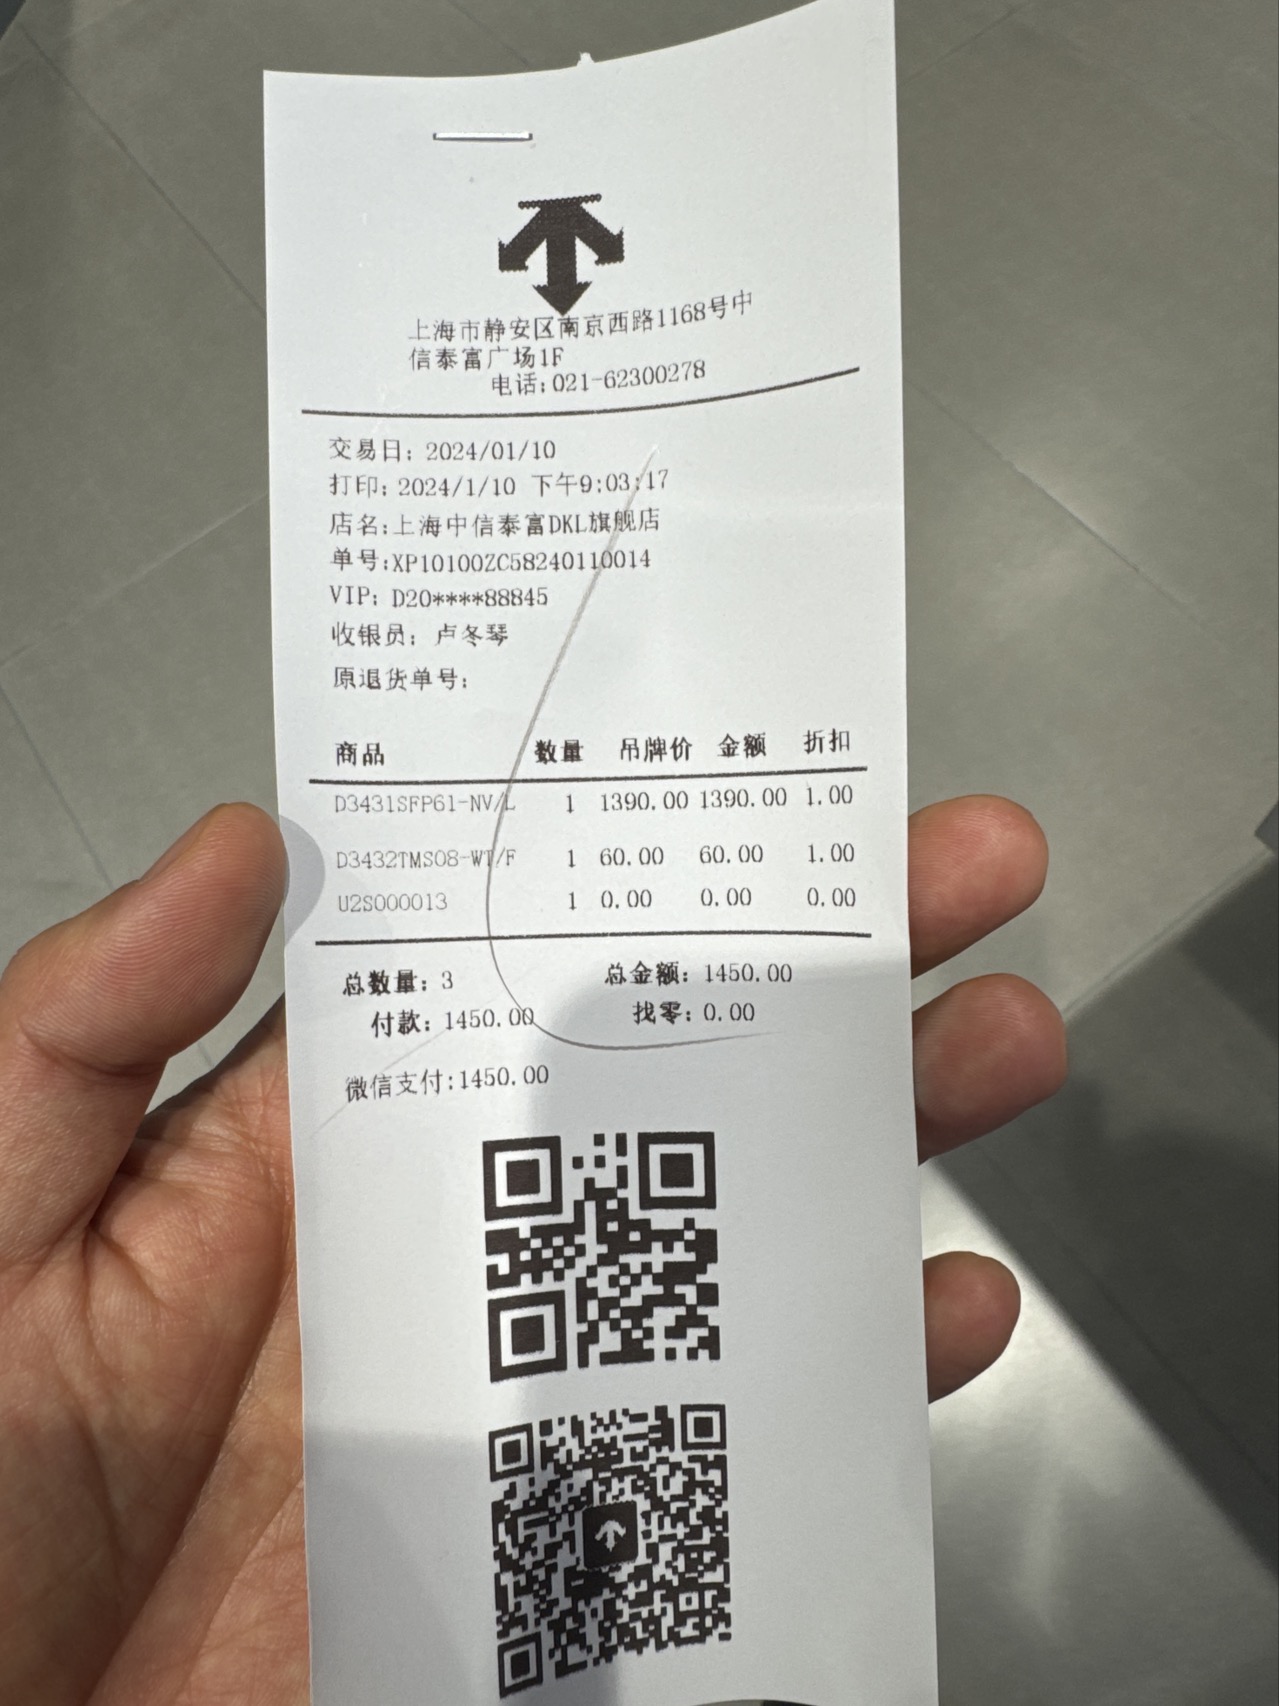 上海市静安区南京西路1168号中
信泰富广场1F
电话:021-62300278
交易日: 2024/01/10
打印: 2024/1/10 下午9:03:17
店名:上海中信泰富DKL旗舰店
单号:XP10100ZC58240110014
VIP: D20****88845
收银员: 卢冬琴
原退货单号:
商品 数量 吊牌价 金额 折扣
D3431SFP61-NV/L 1 1390.00 1390.00 1.00
D3432TMS08-WT/F 1 60.00 60.00 1.00
U2S000013 1 0.00 0.00 0.00
总数量: 3 总金额: 1450.00
付款: 1450.00 找零: 0.00
微信支付:1450.00